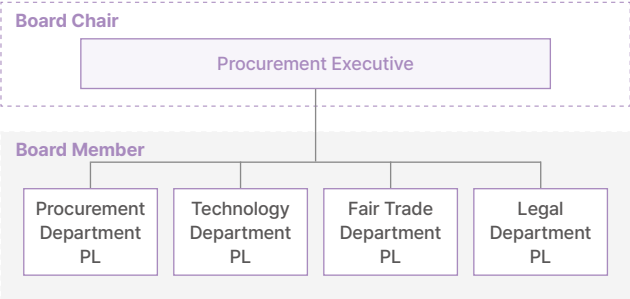 Board Chair
Procurement Executive
Board Member
Procurement
Department
PL
Technology
Department
PL
Fair Trade
Department
PL
Legal
Department
PL